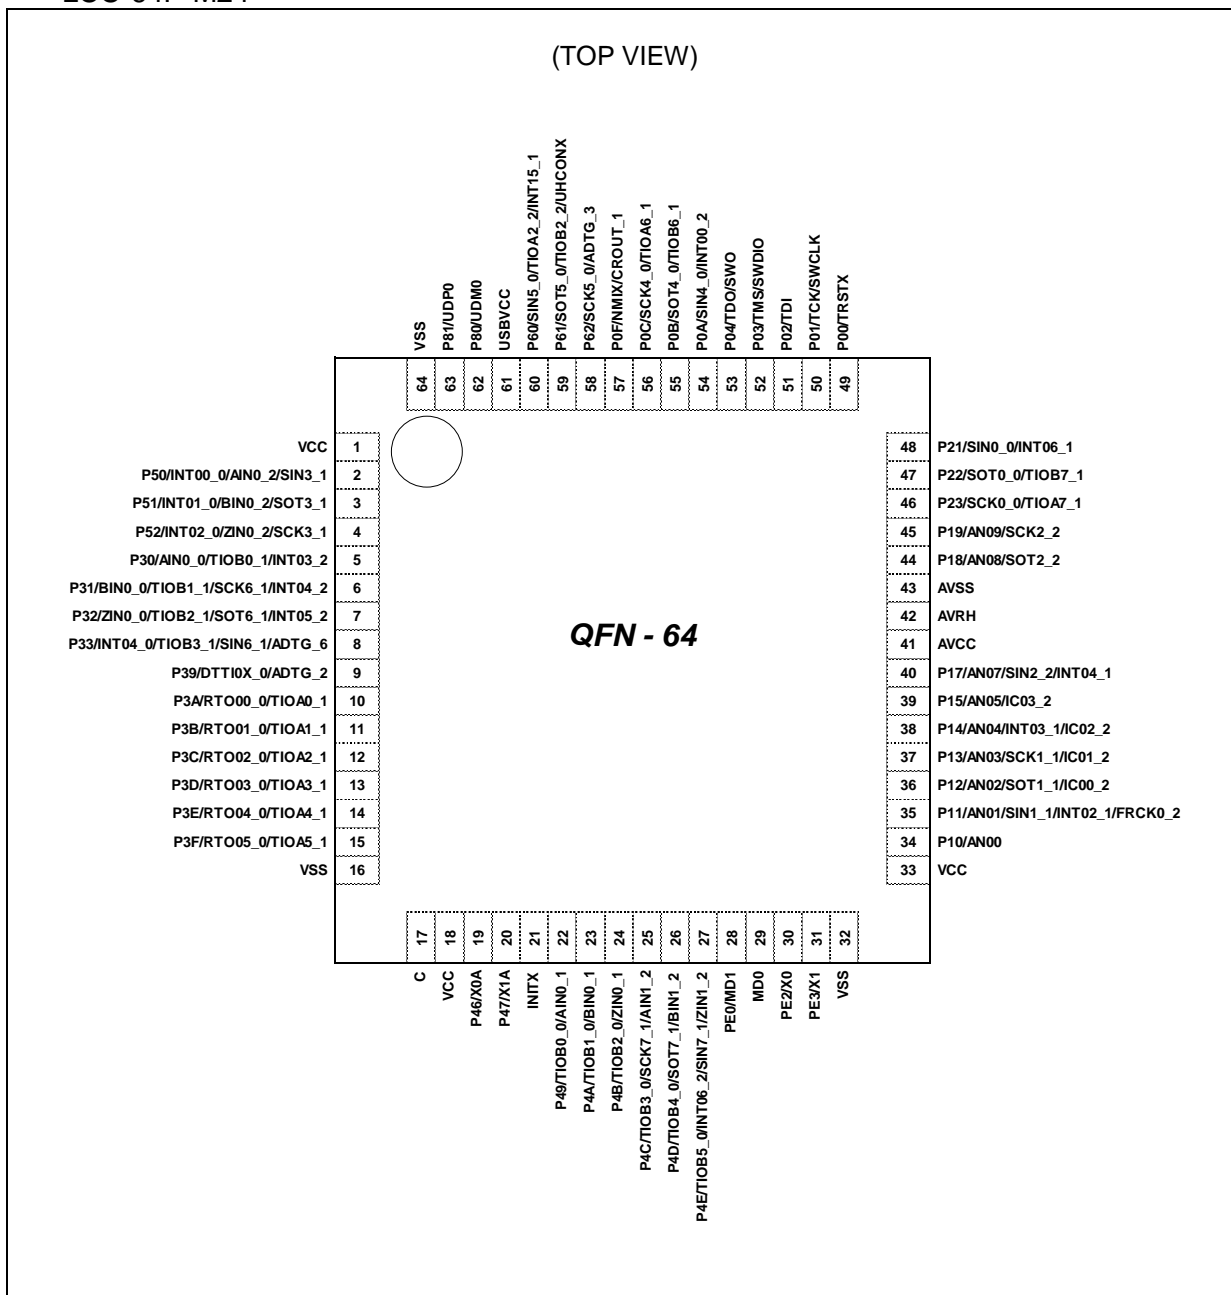 (TOP VIEW)
VSS
P81/UDP0
P80/UDM0
USBVCC
P60/SIN5_0/TIOA2_2/INT15_1
P61/SOT5_0/TIOB2_2/UHCONX
P62/SCK5_0/ADTG_3
P0F/NMIX/CROUT_1
P0C/SCK4_0/TIOA6_1
P0B/SOT4_0/TIOB6_1
P0A/SIN4_0/INT00_2
P04/TDO/SWO
P03/TMS/SWDIO
P02/TDI
P01/TCK/SWCLK
P00/TRSTX
64 63 62 61 60 59 58 57 56 55 54 53 52 51 50 49
VCC 1
P50/INT00_0/AIN0_2/SIN3_1 2
P51/INT01_0/BIN0_2/SOT3_1 3
P52/INT02_0/ZIN0_2/SCK3_1 4
P30/AIN0_0/TIOB0_1/INT03_2 5
P31/BIN0_0/TIOB1_1/SCK6_1/INT04_2 6
P32/ZIN0_0/TIOB2_1/SOT6_1/INT05_2 7
P33/INT04_0/TIOB3_1/SIN6_1/ADTG_6 8
P39/DTTI0X_0/ADTG_2 9
P3A/RTO00_0/TIOA0_1 10
P3B/RTO01_0/TIOA1_1 11
P3C/RTO02_0/TIOA2_1 12
P3D/RTO03_0/TIOA3_1 13
P3E/RTO04_0/TIOA4_1 14
P3F/RTO05_0/TIOA5_1 15
VSS 16
QFN - 64
48 P21/SIN0_0/INT06_1
47 P22/SOT0_0/TIOB7_1
46 P23/SCK0_0/TIOA7_1
45 P19/AN09/SCK2_2
44 P18/AN08/SOT2_2
43 AVSS
42 AVRH
41 AVCC
40 P17/AN07/SIN2_2/INT04_1
39 P15/AN05/IC03_2
38 P14/AN04/INT03_1/IC02_2
37 P13/AN03/SCK1_1/IC01_2
36 P12/AN02/SOT1_1/IC00_2
35 P11/AN01/SIN1_1/INT02_1/FRCK0_2
34 P10/AN00
33 VCC
17 18 19 20 21 22 23 24 25 26 27 28 29 30 31 32
C
VCC
P46/X0A
P47/X1A
INITX
P49/TIOB0_0/AIN0_1
P4A/TIOB1_0/BIN0_1
P4B/TIOB2_0/ZIN0_1
P4C/TIOB3_0/SCK7_1/AIN1_2
P4D/TIOB4_0/SOT7_1/BIN1_2
P4E/TIOB5_0/INT06_2/SIN7_1/ZIN1_2
PE0/MD1
MD0
PE2/X0
PE3/X1
VSS